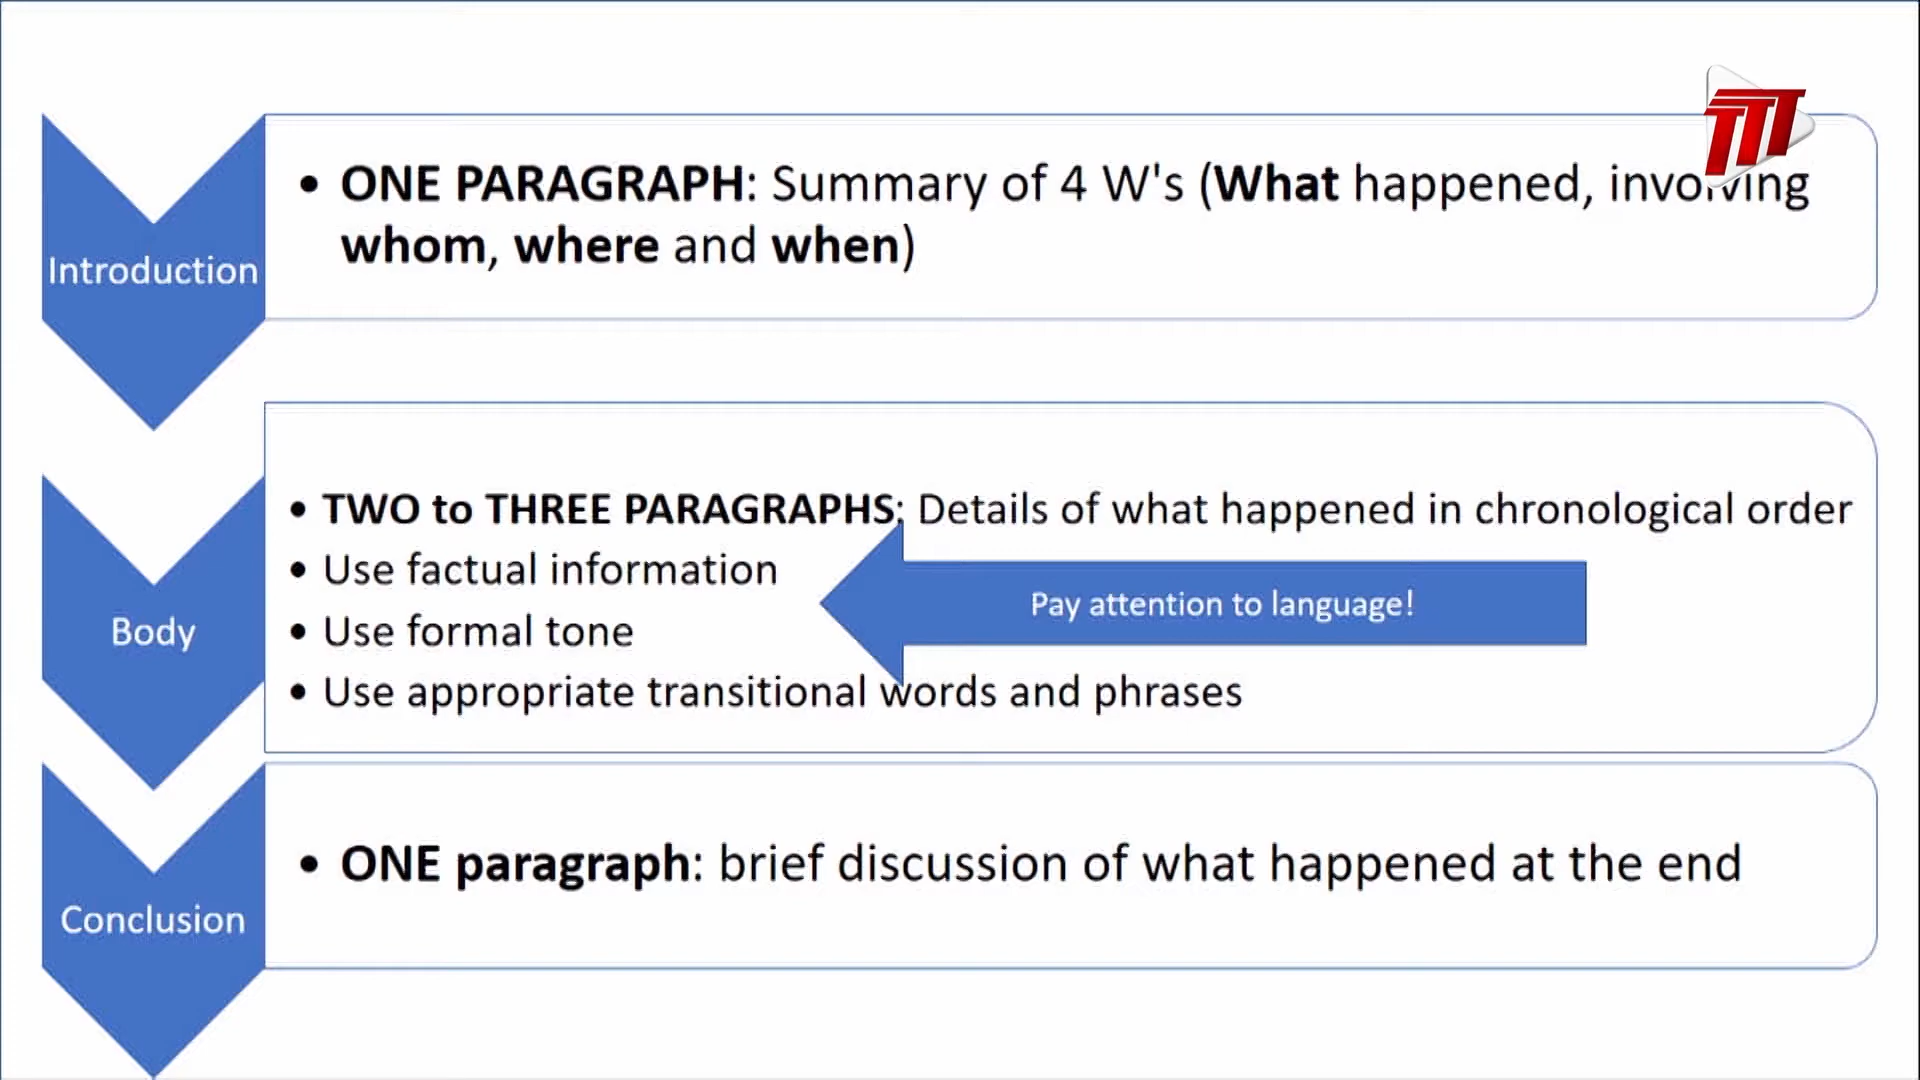 TTT
• ONE PARAGRAPH: Summary of 4 W's (What happened, involving
whom, where and when)
Introduction
• TWO to THREE PARAGRAPHS: Details of what happened in chronological order
• Use factual information
Pay attention to language!
• Use formal tone
Body
• Use appropriate transitional words and phrases
• ONE paragraph: brief discussion of what happened at the end
Conclusion